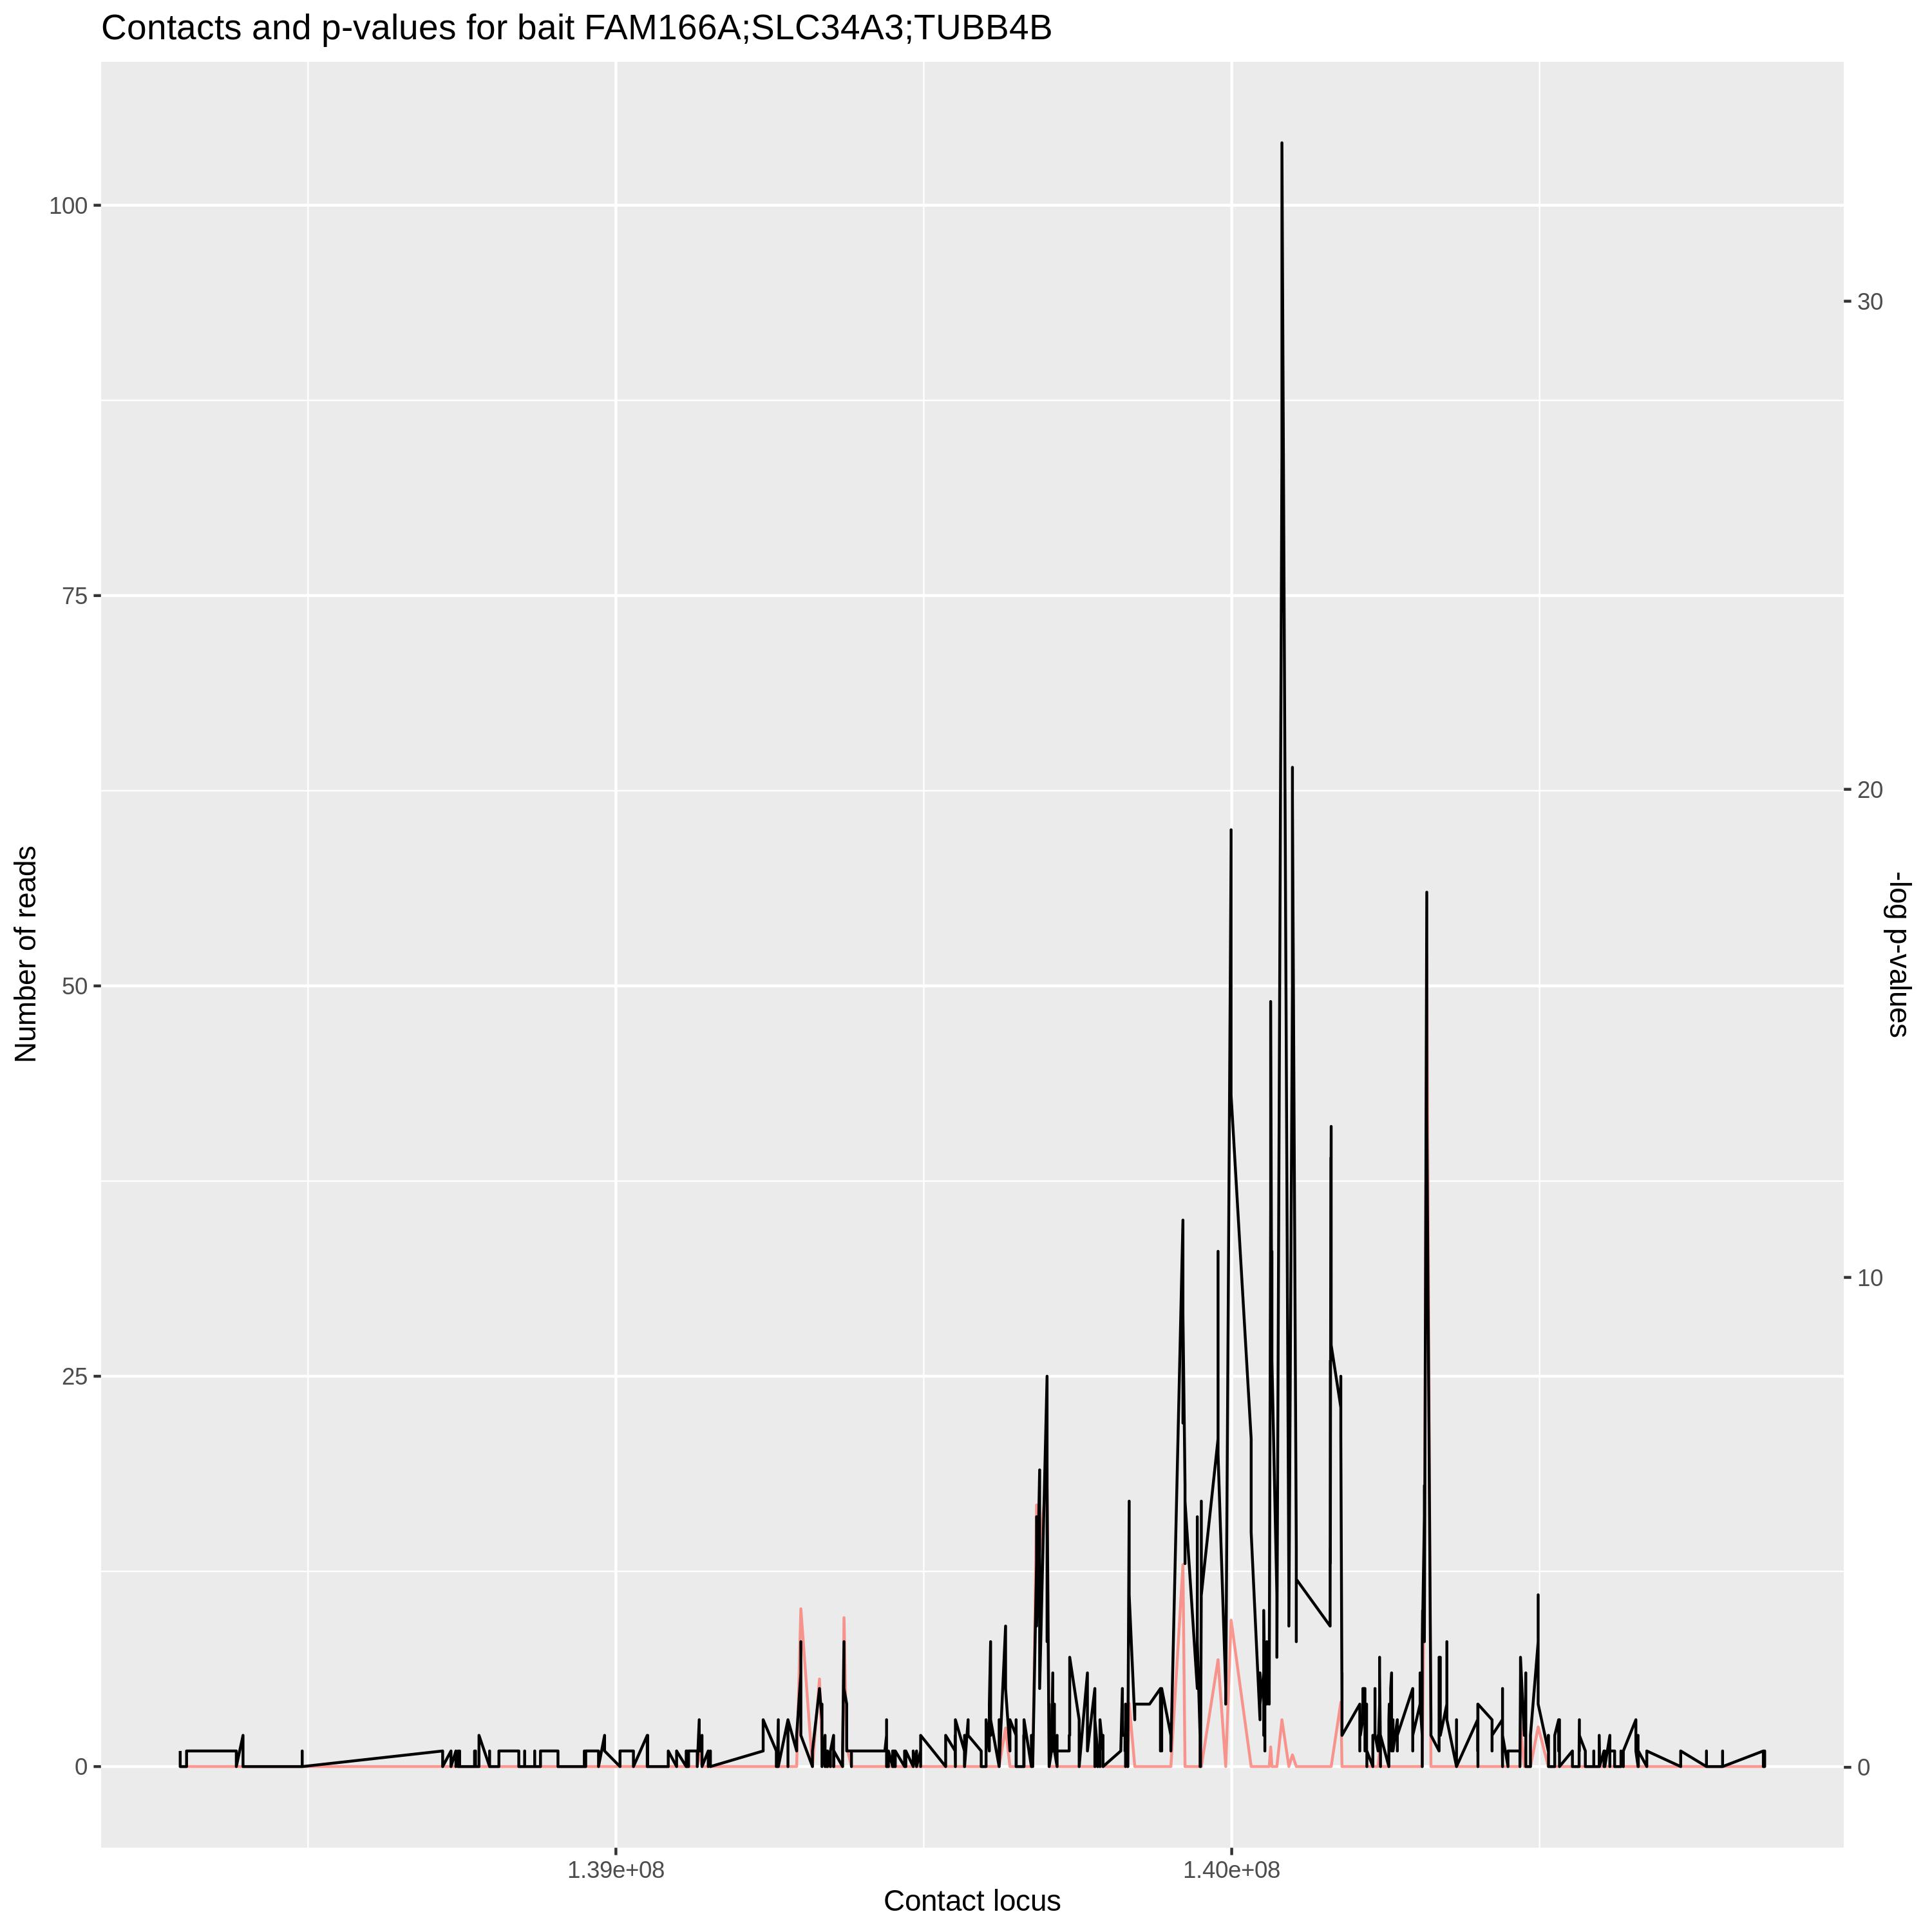 Contacts and p-values for bait FAM166A;SLC34A3;TUBB4B
100
75
50
25
0
Number of reads
30
20
10
0
-log p-values
1.39e+08
1.40e+08
Contact locus